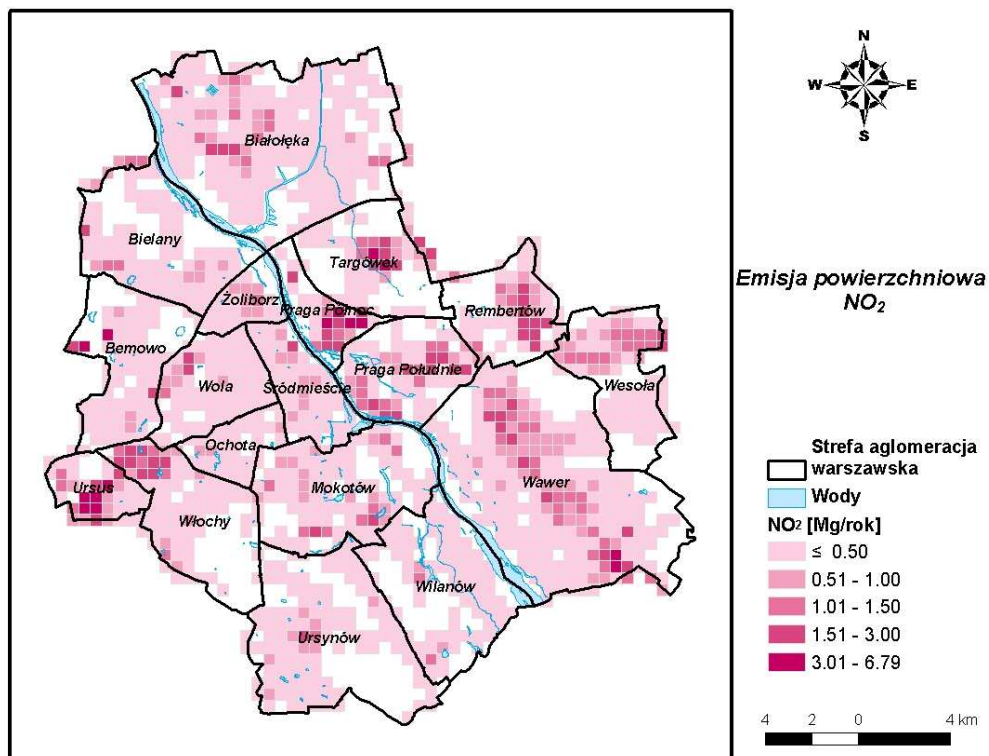 N
W E
S
Białołęka
Bielany
Targówek
Żoliborz
Praga Północ
Rembertów
Bemowo
Wola
Śródmieście
Praga Południe
Wesoła
Ochota
Ursus
Mokotów
Wawer
Włochy
Wilanów
Ursynów
Emisja powierzchniowa
NO₂
Strefa aglomeracja
warszawska
Wody
NO₂ [Mg/rok]
≤ 0.50
0.51 - 1.00
1.01 - 1.50
1.51 - 3.00
3.01 - 6.79
4 2 0 4 km